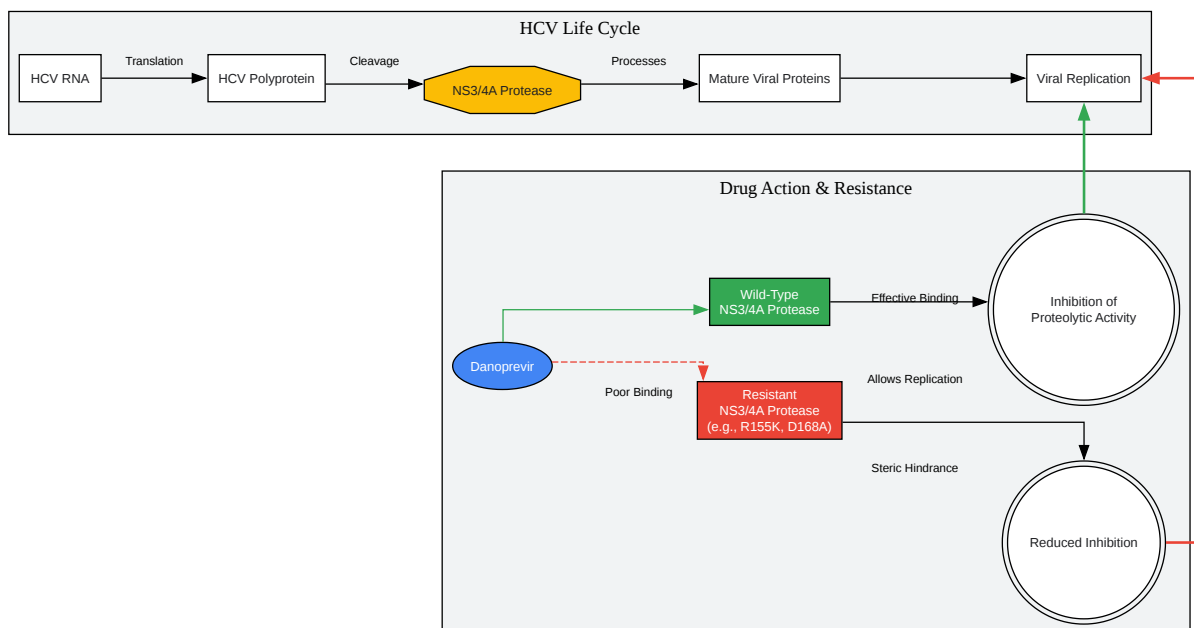 HCV Life Cycle
HCV RNA
Translation
HCV Polyprotein
Cleavage
NS3/4A Protease
Processes
Mature Viral Proteins
Viral Replication
Drug Action & Resistance
Danoprevir
Wild-Type
NS3/4A Protease
Effective Binding
Inhibition of
Proteolytic Activity
Poor Binding
Resistant
NS3/4A Protease
(e.g., R155K, D168A)
Allows Replication
Steric Hindrance
Reduced Inhibition